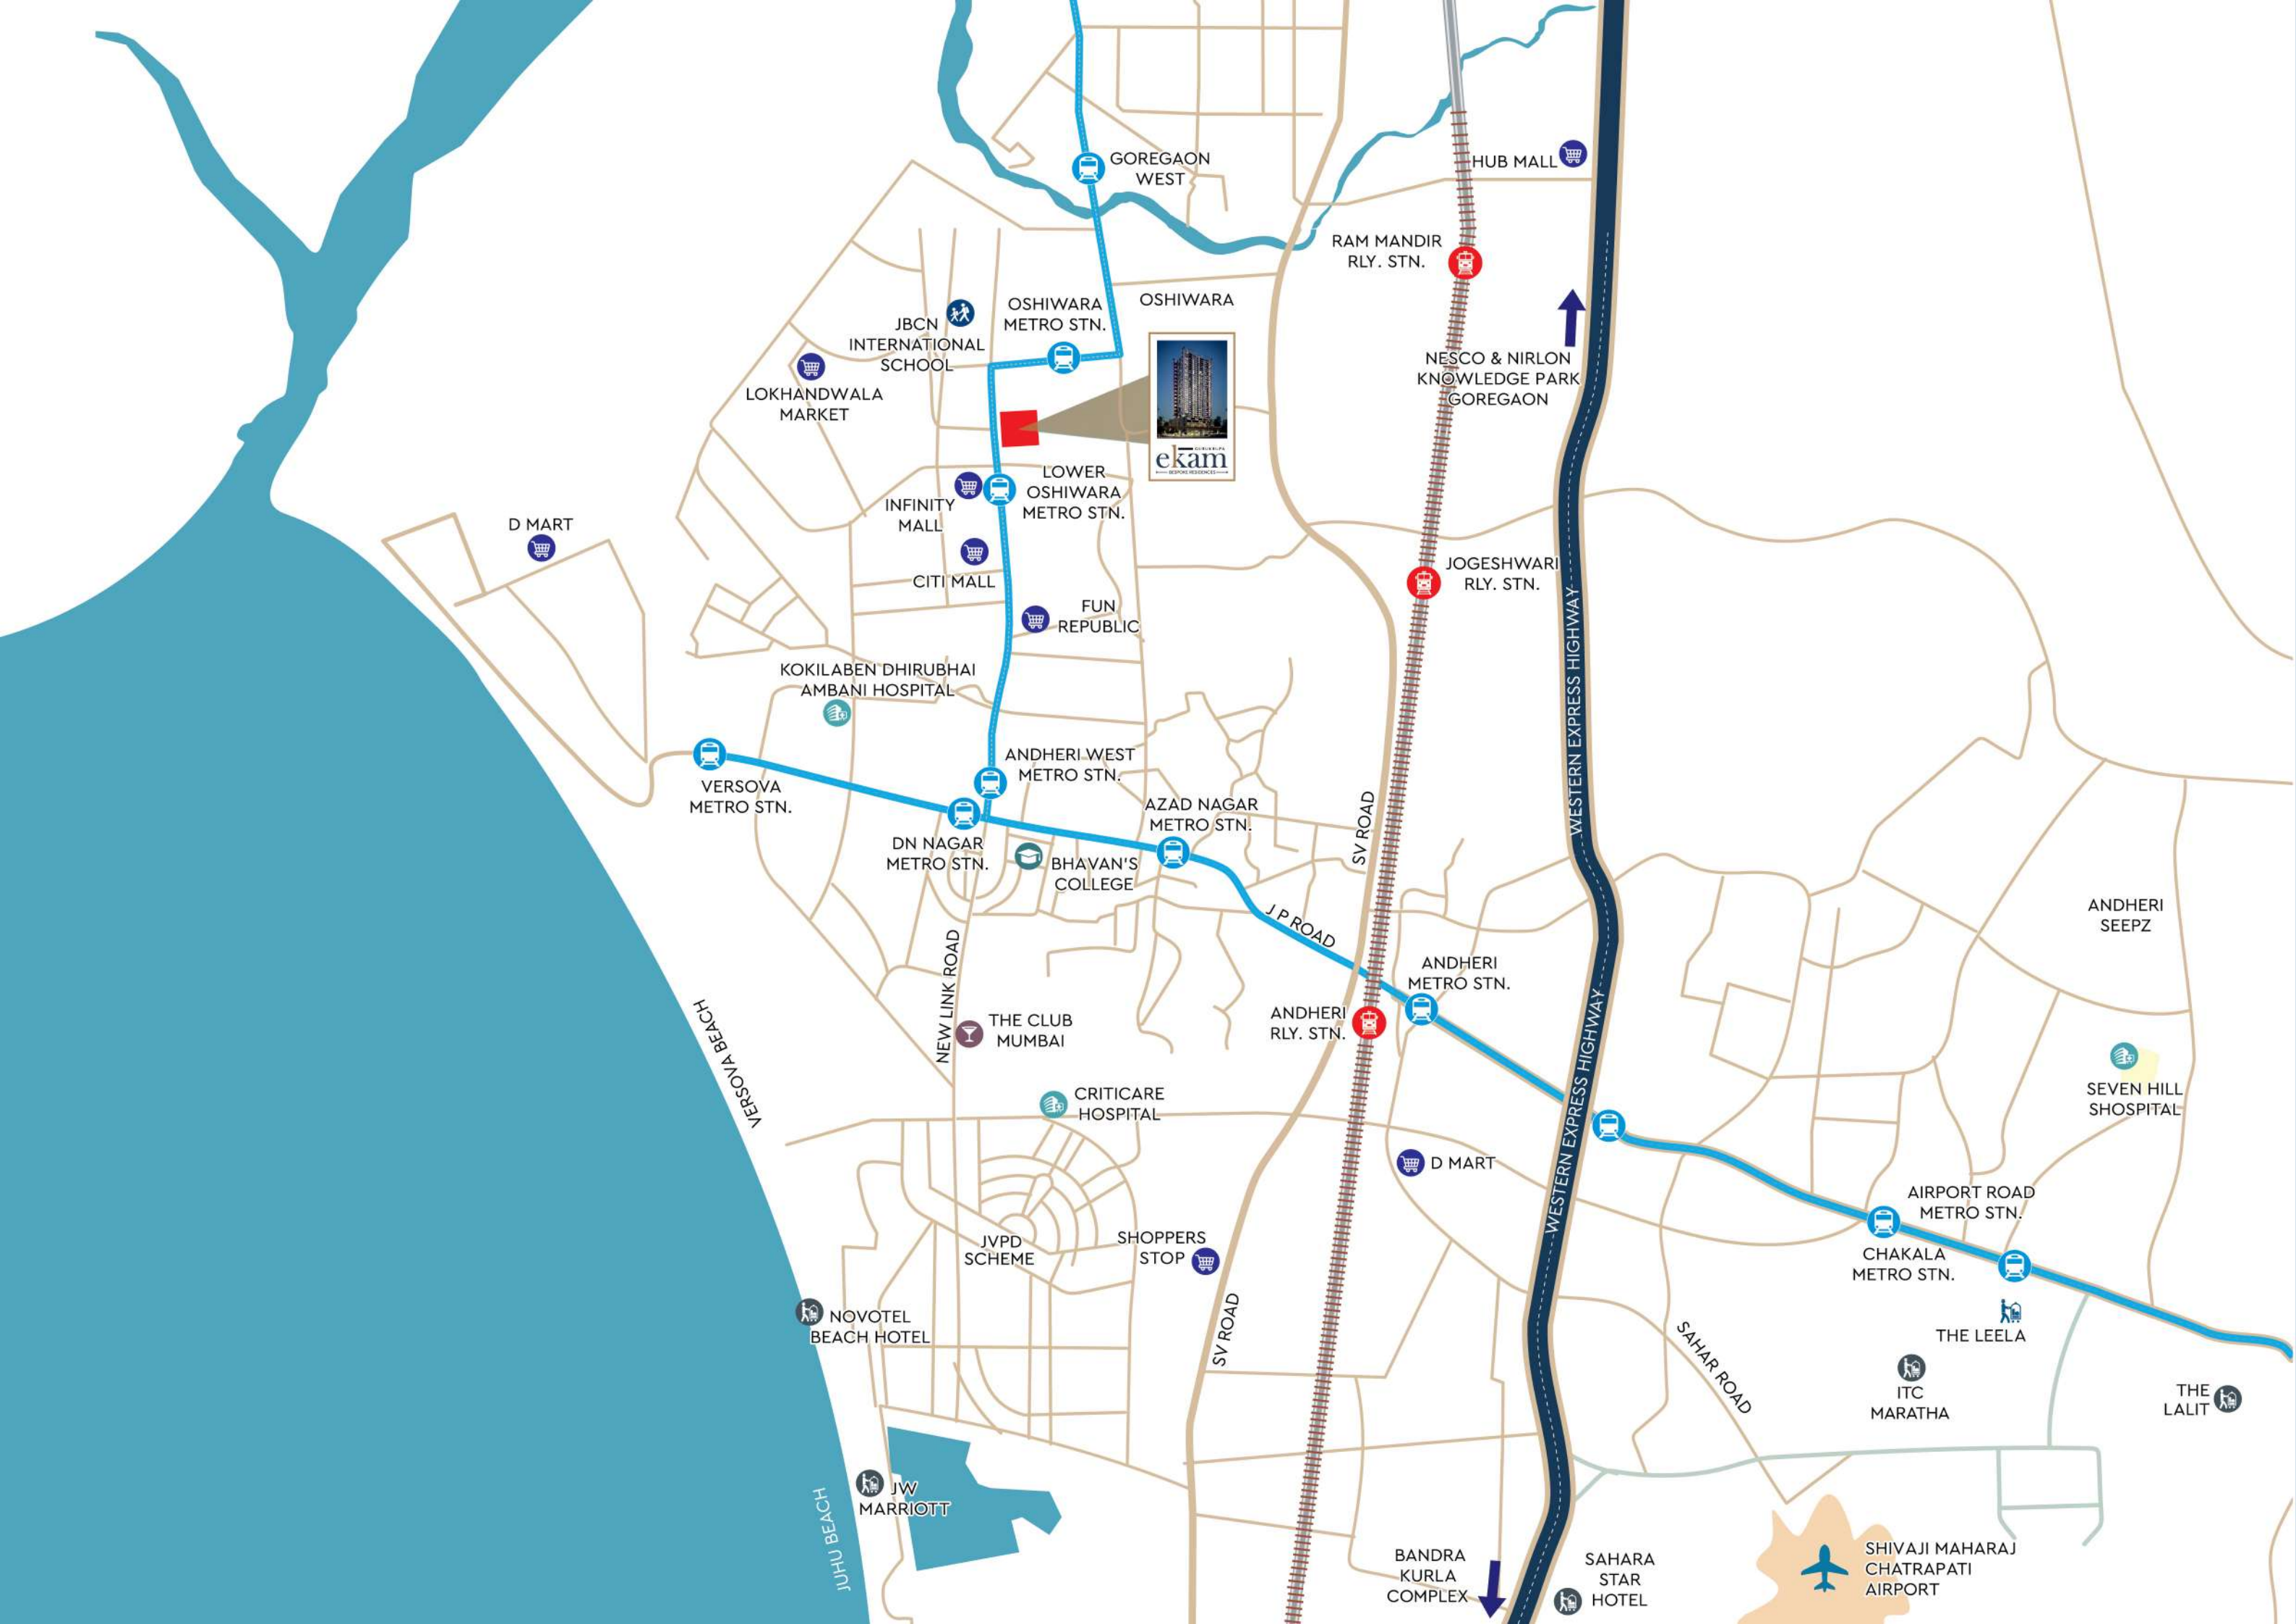 GOREGAON
WEST
HUB MALL
RAM MANDIR
RLY. STN.
OSHIWARA
METRO STN.
OSHIWARA
JBCN
INTERNATIONAL
SCHOOL
LOKHANDWALA
MARKET
NESCO & NIRLON
KNOWLEDGE PARK
GOREGAON
ekam
BESPOKE RESIDENCES
LOWER
OSHIWARA
METRO STN.
INFINITY
MALL
D MART
CITI MALL
JOGESHWARI
RLY. STN.
FUN
REPUBLIC
WESTERN EXPRESS HIGHWAY
KOKILABEN DHIRUBHAI
AMBANI HOSPITAL
ANDHERI WEST
METRO STN.
VERSOVA
METRO STN.
AZAD NAGAR
METRO STN.
SV ROAD
DN NAGAR
METRO STN.
BHAVAN'S
COLLEGE
J P ROAD
ANDHERI
SEEPZ
NEW LINK ROAD
ANDHERI
METRO STN.
ANDHERI
RLY. STN.
THE CLUB
MUMBAI
VERSOVA BEACH
WESTERN EXPRESS HIGHWAY
CRITICARE
HOSPITAL
SEVEN HILL
SHOSPITAL
D MART
AIRPORT ROAD
METRO STN.
JVPD
SCHEME
SHOPPERS
STOP
CHAKALA
METRO STN.
NOVOTEL
BEACH HOTEL
SV ROAD
SAHAR ROAD
THE LEELA
ITC
MARATHA
THE
LALIT
JW
MARRIOTT
JUHU BEACH
BANDRA
KURLA
COMPLEX
SAHARA
STAR
HOTEL
SHIVAJI MAHARAJ
CHATRAPATI
AIRPORT